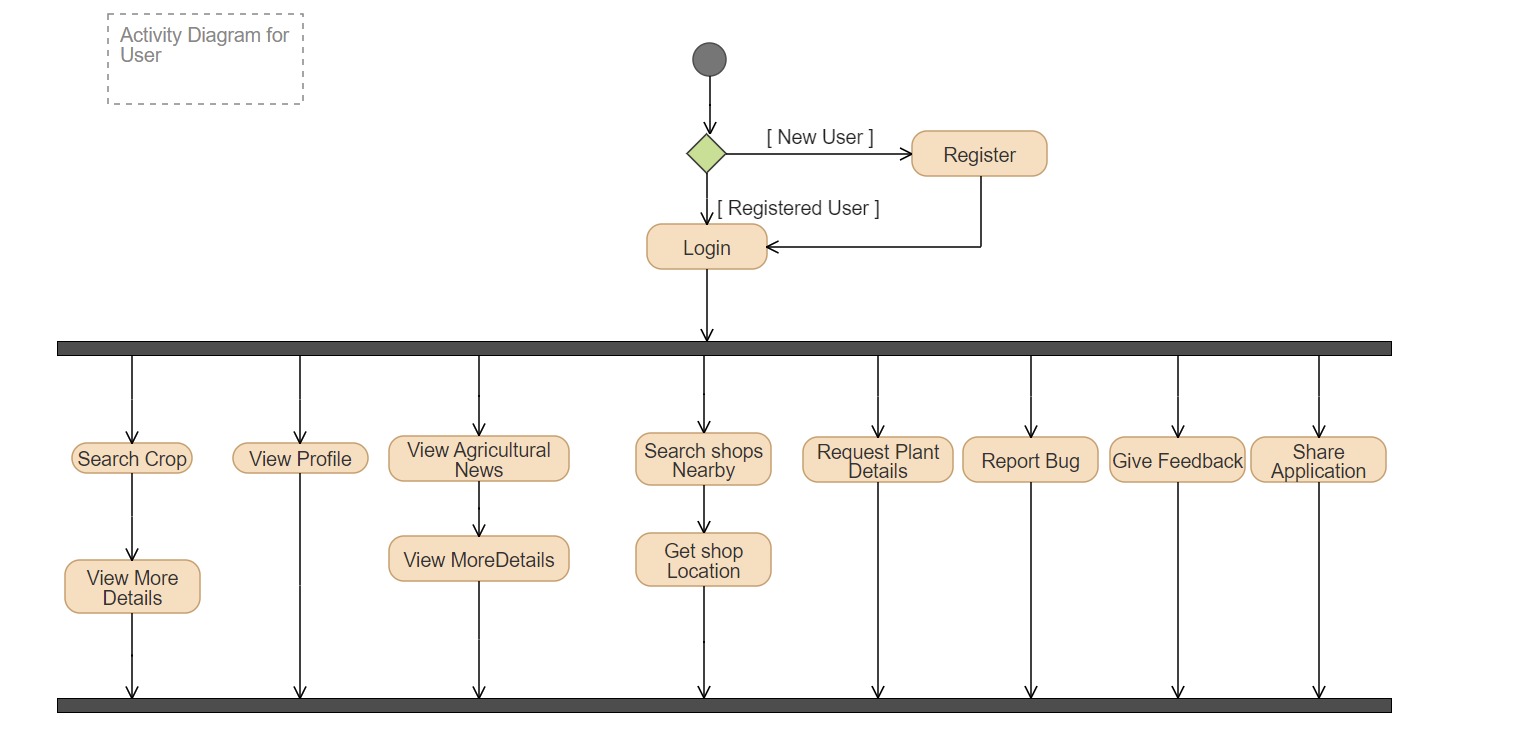 Activity Diagram for
User
[ New User ]
Register
[ Registered User ]
Login
Search Crop
View Profile
View Agricultural
News
Search shops
Nearby
Request Plant
Details
Report Bug
Give Feedback
Share
Application
View More
Details
View MoreDetails
Get shop
Location